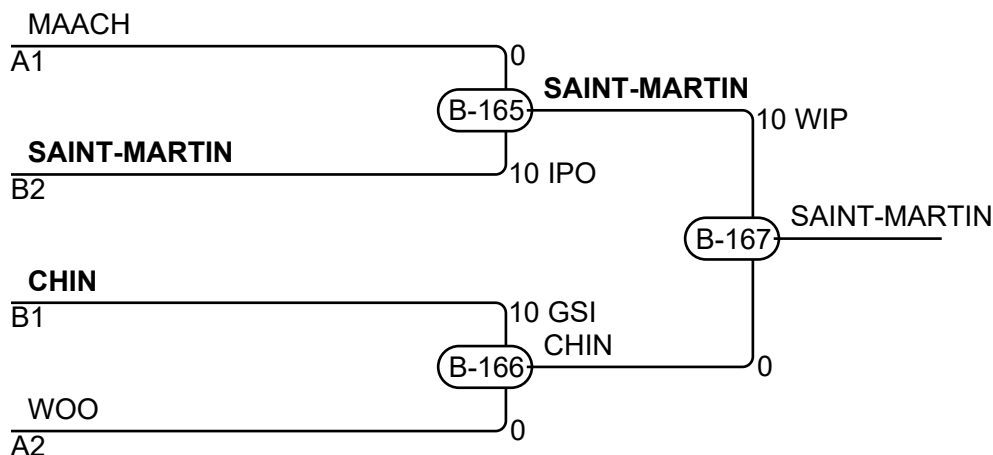 MAACH
A1
0
B-165
SAINT-MARTIN
10 WIP
SAINT-MARTIN
B2
10 IPO
B-167
SAINT-MARTIN
CHIN
B1
10 GSI
CHIN
B-166
0
WOO
A2
0